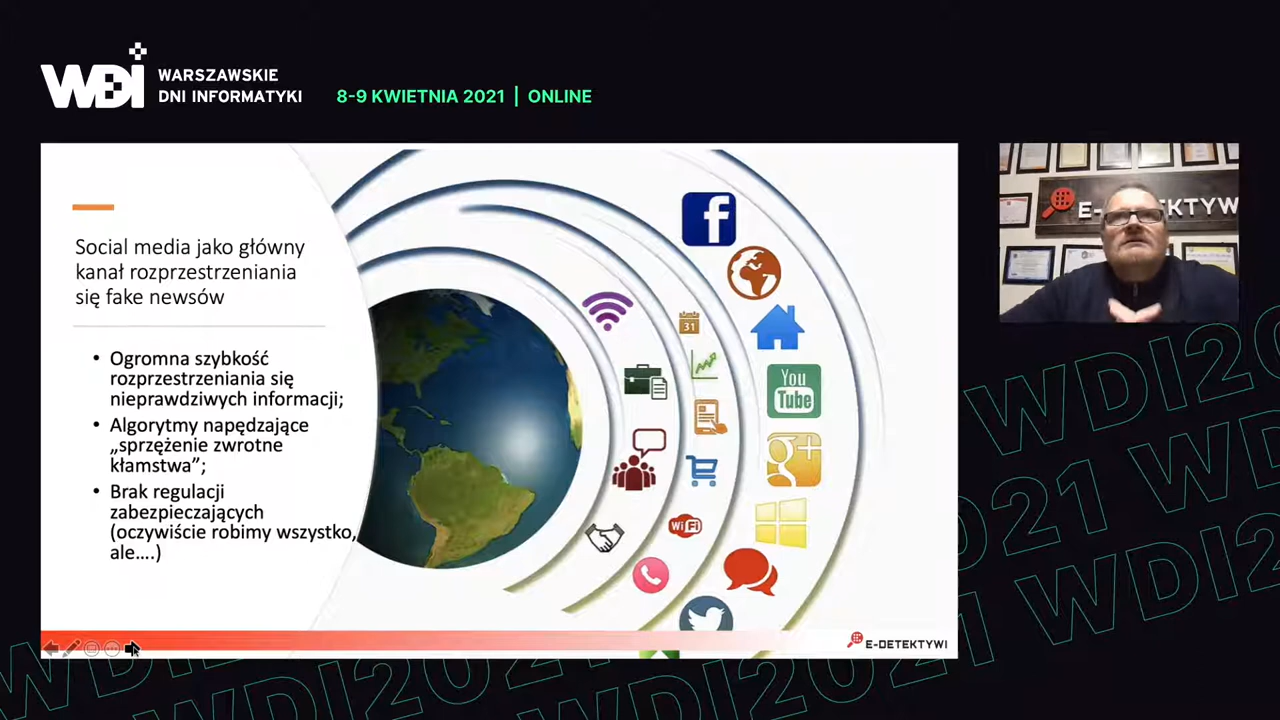 WDI
WARSZAWSKIE
DNI INFORMATYKI
8-9 KWIETNIA 2021 | ONLINE
Social media jako główny
kanał rozprzestrzeniania
się fake newsów
• Ogromna szybkość
rozprzestrzeniania się
nieprawdziwych informacji;
• Algorytmy napędzające
„sprzężenie zwrotne
kłamstwa”;
• Brak regulacji
zabezpieczających
(oczywiście robimy wszystko,
ale….)
f
31
You
Tube
g+
WiFi
E-DETEKTYWI
E-DETEKTYW
WDI2021 WDI2021